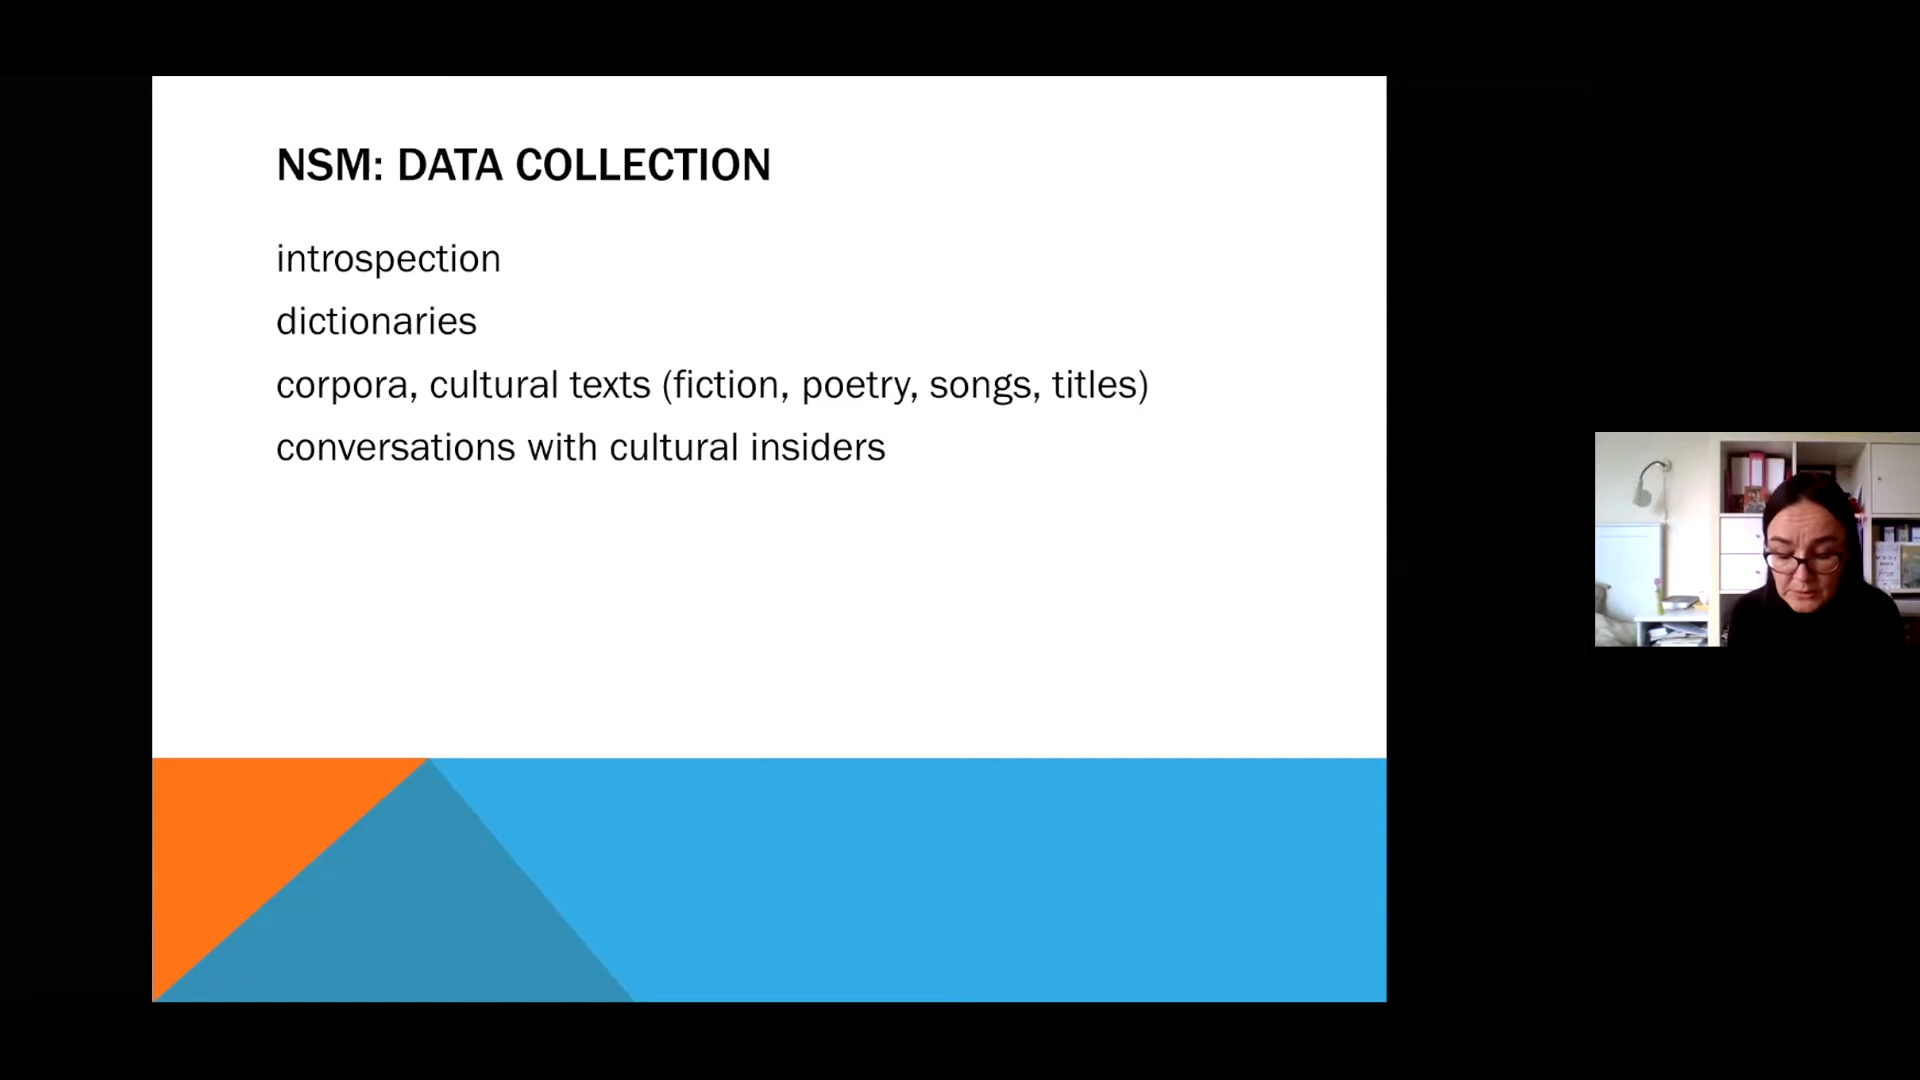 NSM: DATA COLLECTION
introspection
dictionaries
corpora, cultural texts (fiction, poetry, songs, titles)
conversations with cultural insiders